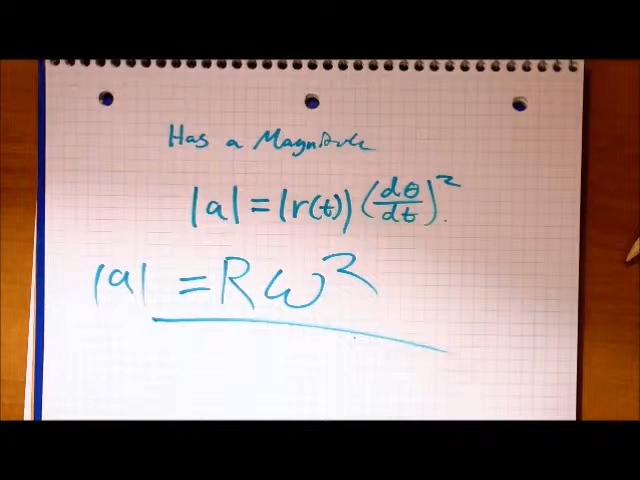 Has a Magnitude
|a| = |r(t)| (dθ/dt)²
|a| = Rω²